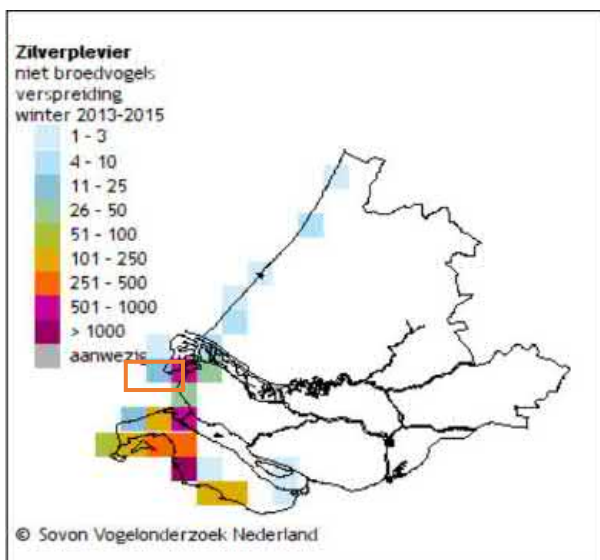 Zilverplevier
niet broedvogels
verspreiding
winter 2013-2015
1 - 3
4 - 10
11 - 25
26 - 50
51 - 100
101 - 250
251 - 500
501 - 1000
> 1000
aanwezig
© Sovon Vogelonderzoek Nederland